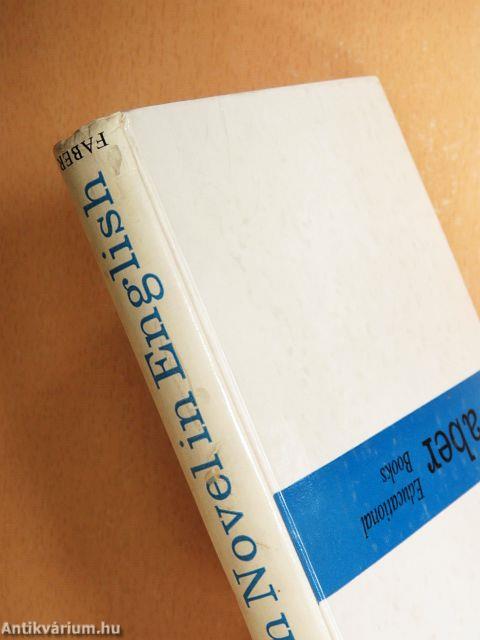 n Novel in English
FABER
aber
Educational
Books
Antikvárium.hu